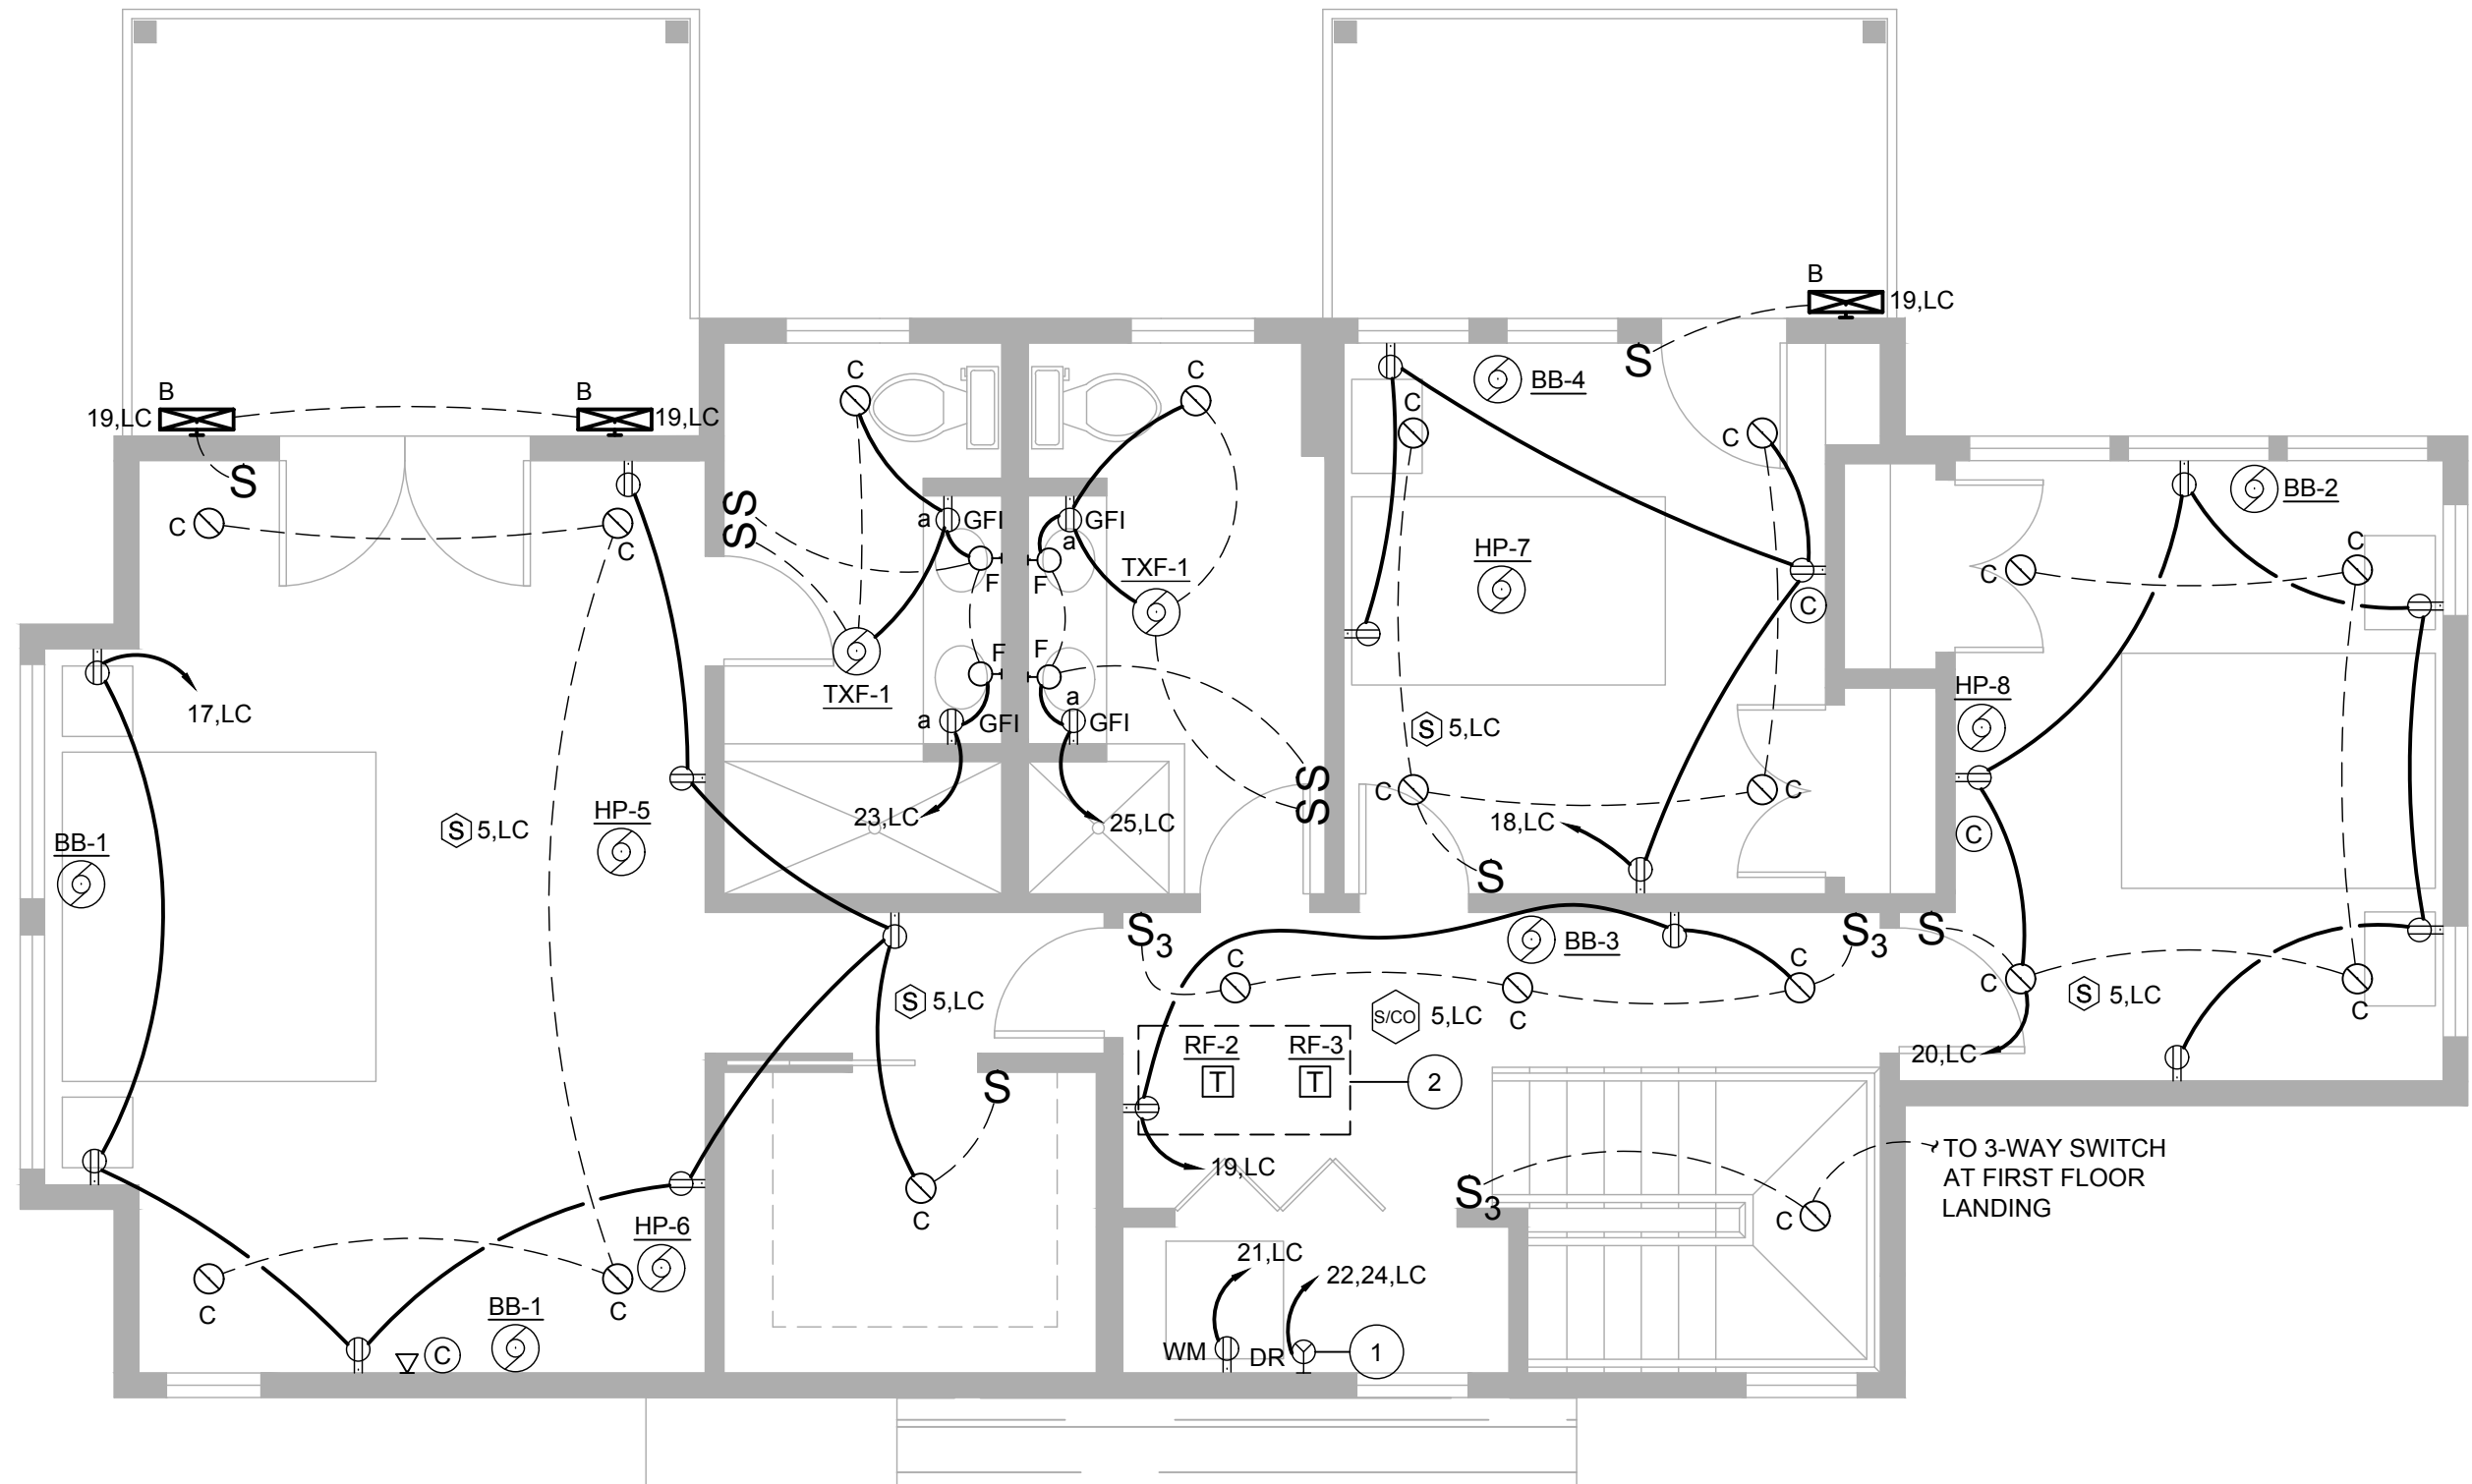 B
19,LC
B
B
19,LC
19,LC
S
BB-4
C
C
C
C
S
S
S
a
GFI
GFI
a
C
C
F
F
TXF-1
HP-7
BB-2
C
C
C
17,LC
TXF-1
F
F
a
GFI
a
GFI
S 5,LC
HP-8
C
C
BB-1
S 5,LC
HP-5
23,LC
25,LC
S
S
18,LC
C
S
S3
BB-3
S3
S
C
C
C
S 5,LC
S/CO 5,LC
C
S 5,LC
C
RF-2
T
RF-3
T
2
20,LC
S
19,LC
TO 3-WAY SWITCH
AT FIRST FLOOR
LANDING
S3
C
C
HP-6
21,LC
22,24,LC
C
BB-1
C
C
WM
DR
1